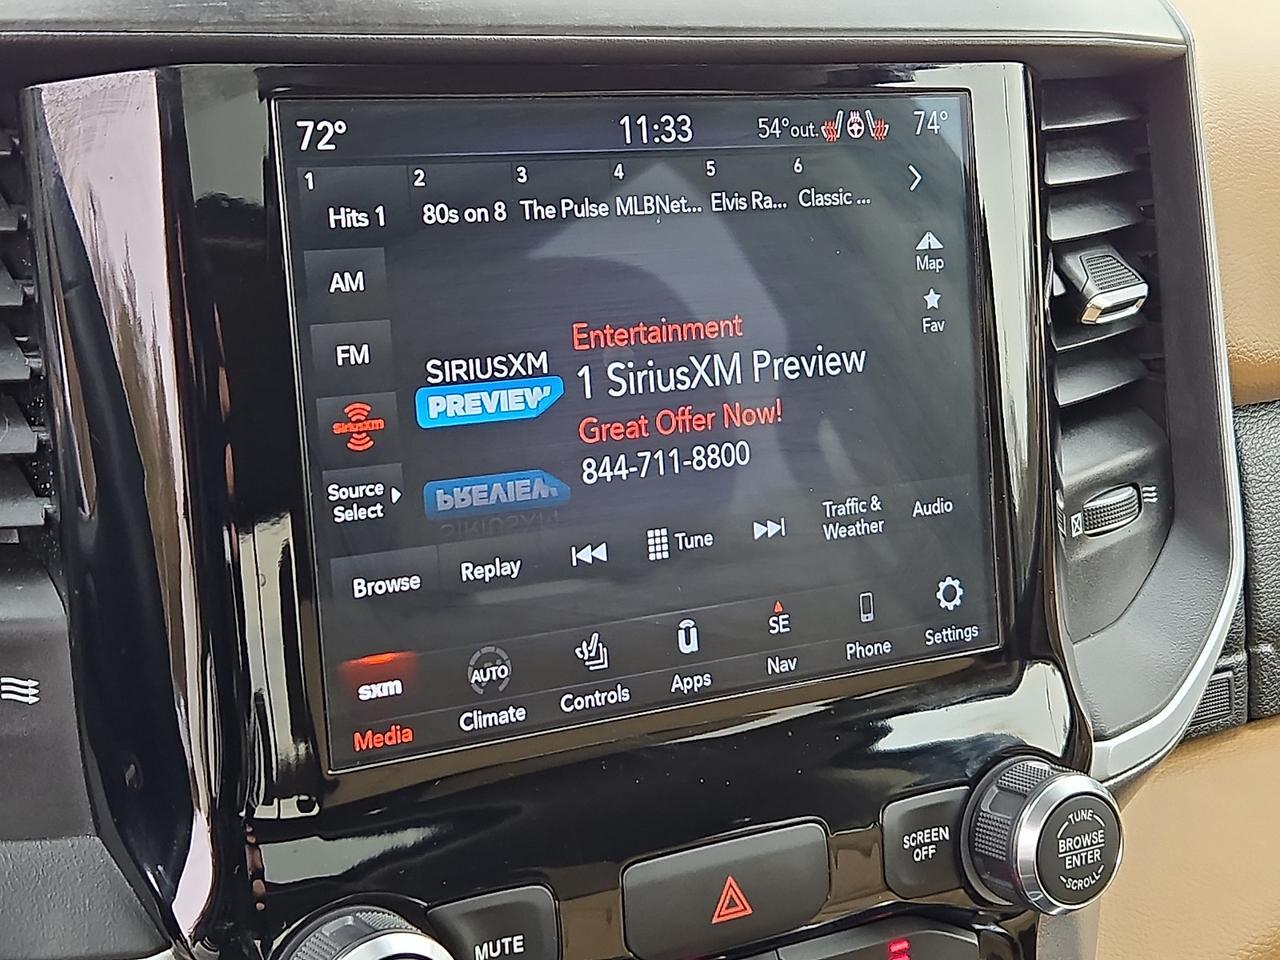 72°
11:33
54°out.
74°
1 2 3 4 5 6
Hits 1 80s on 8 The Pulse MLBNet... Elvis Ra... Classic ...
AM
Map
FM
Fav
SiriusXm
Source
Select
SIRIUSXM
PREVIEW
Entertainment
1 SiriusXM Preview
Great Offer Now!
844-711-8800
PREVIEW
SIRIUSXM
Browse
Replay
Tune
Traffic &
Weather
Audio
sxm
Media
AUTO
Climate
Controls
Apps
SE
Nav
Phone
Settings
SCREEN
OFF
TUNE
BROWSE
ENTER
SCROLL
MUTE